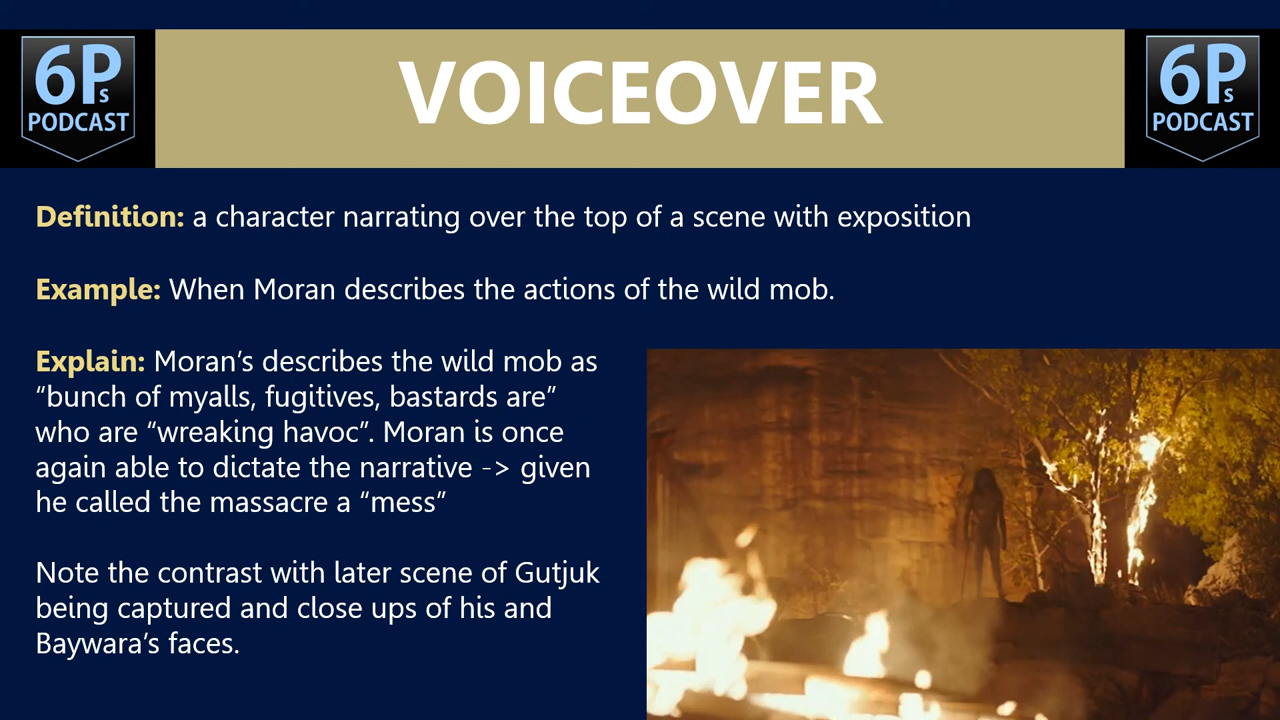 6Ps
PODCAST
VOICEOVER
6Ps
PODCAST
Definition: a character narrating over the top of a scene with exposition
Example: When Moran describes the actions of the wild mob.
Explain: Moran’s describes the wild mob as
“bunch of myalls, fugitives, bastards are”
who are “wreaking havoc”. Moran is once
again able to dictate the narrative -> given
he called the massacre a “mess”
Note the contrast with later scene of Gutjuk
being captured and close ups of his and
Baywara’s faces.